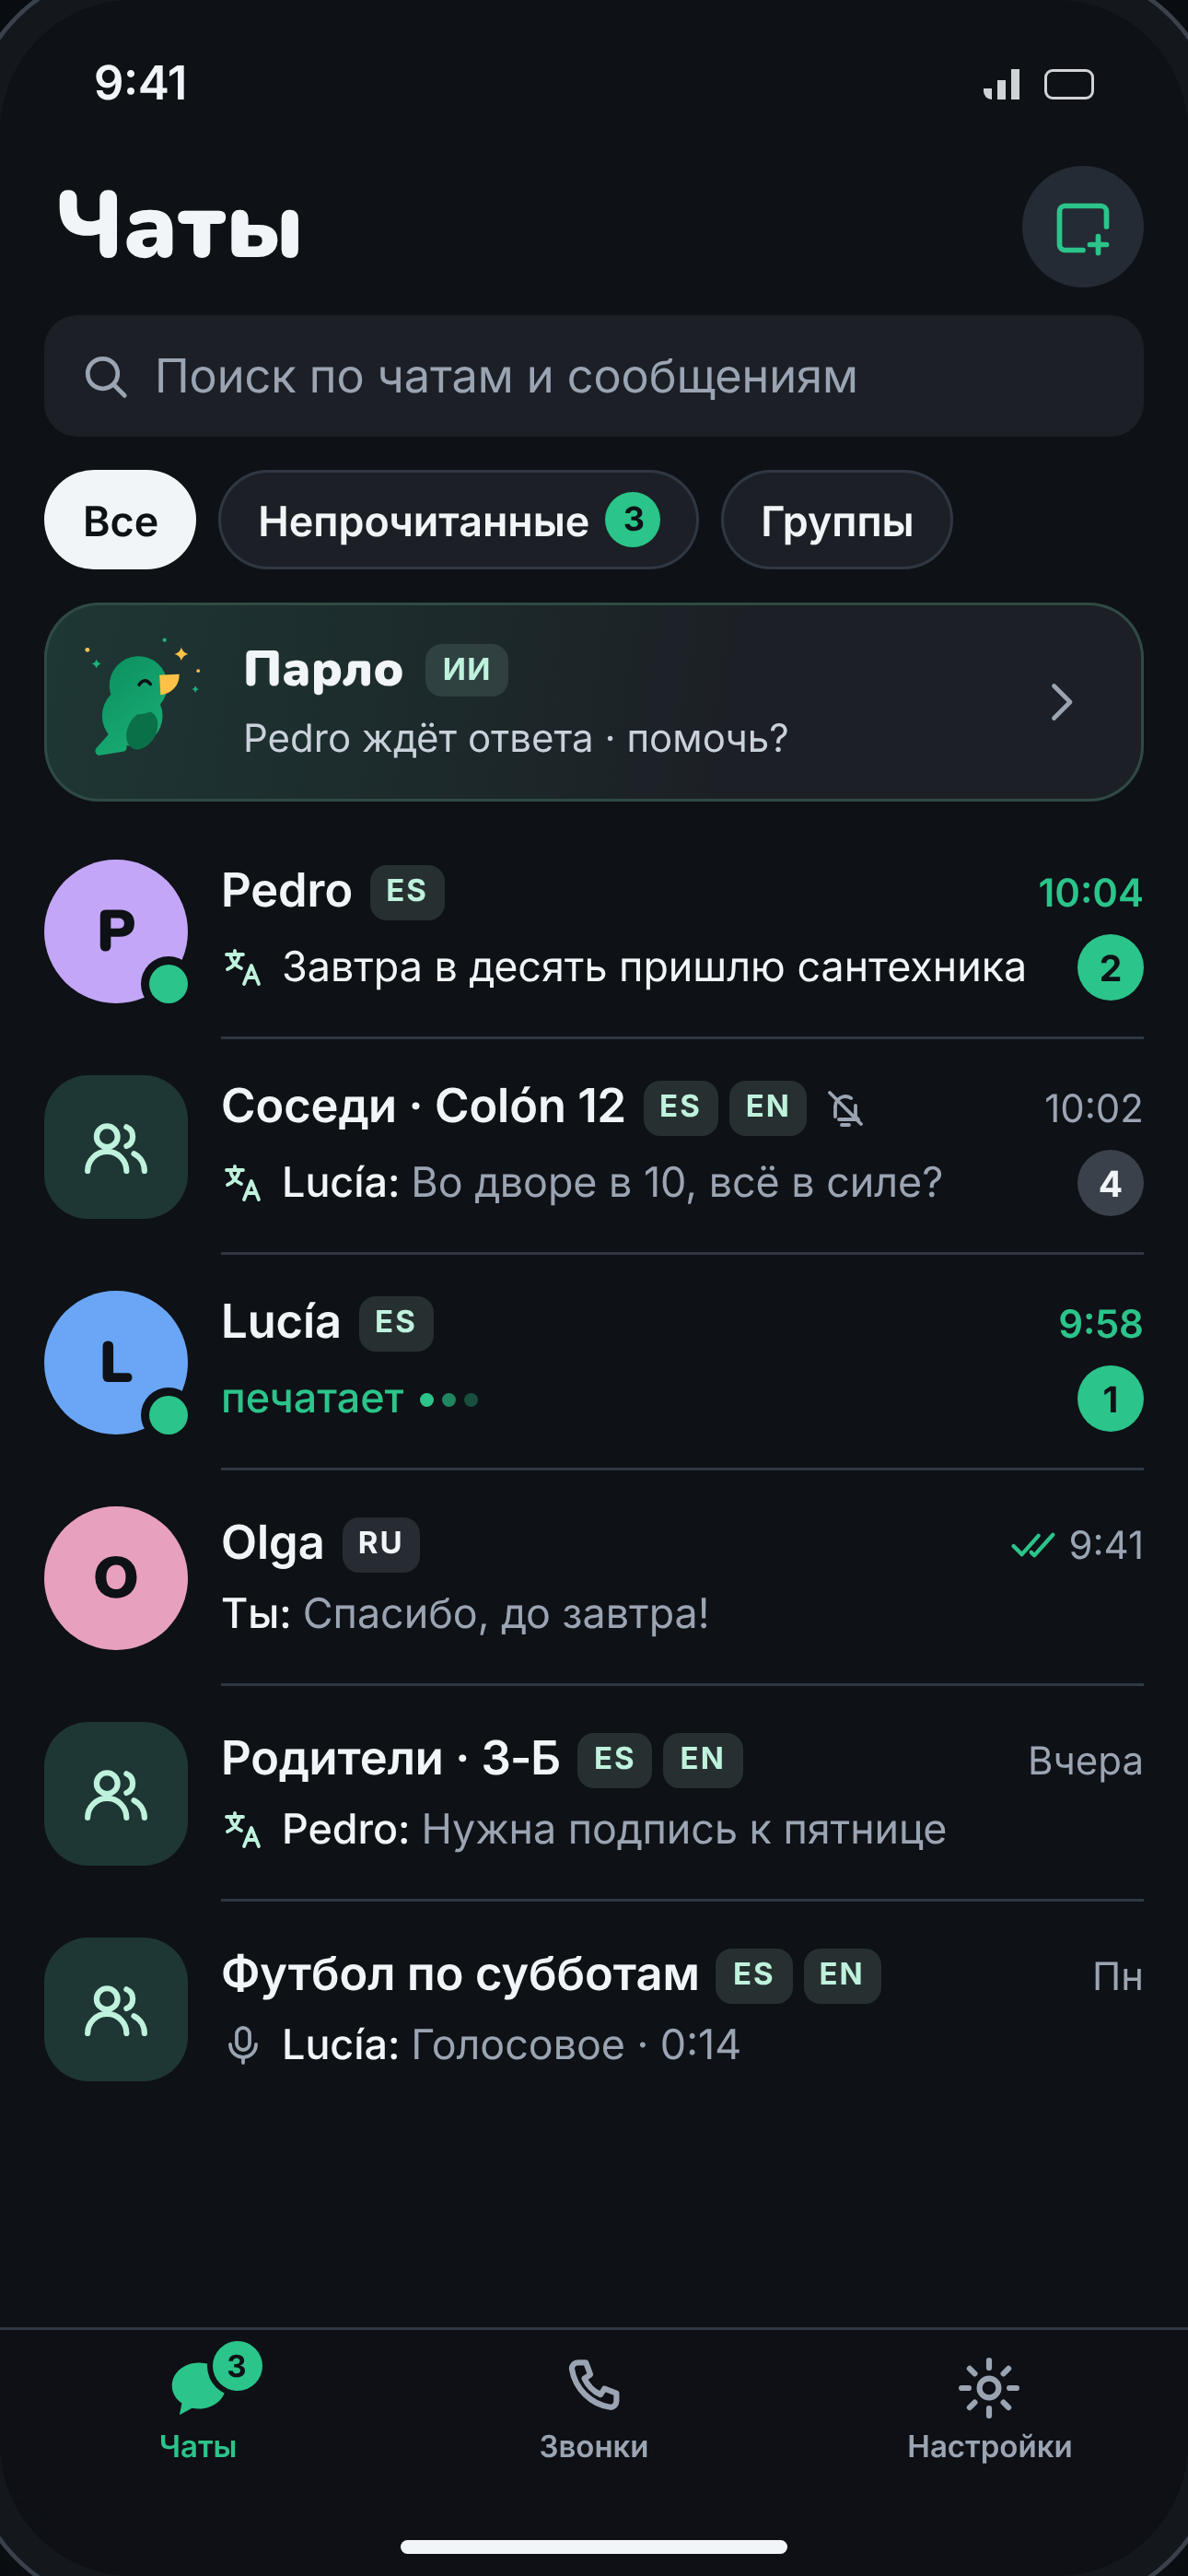 9:41
Чаты
Поиск по чатам и сообщениям
Все
Непрочитанные 3
Группы
Парло ИИ
Pedro ждёт ответа · помочь?
P
Pedro ES 10:04
Завтра в десять пришлю сантехника 2
Соседи · Colón 12 ES EN 10:02
Lucía: Во дворе в 10, всё в силе? 4
L
Lucía ES 9:58
печатает 1
O
Olga RU 9:41
Ты: Спасибо, до завтра!
Родители · 3-Б ES EN Вчера
Pedro: Нужна подпись к пятнице
Футбол по субботам ES EN Пн
Lucía: Голосовое · 0:14
3
Чаты
Звонки
Настройки